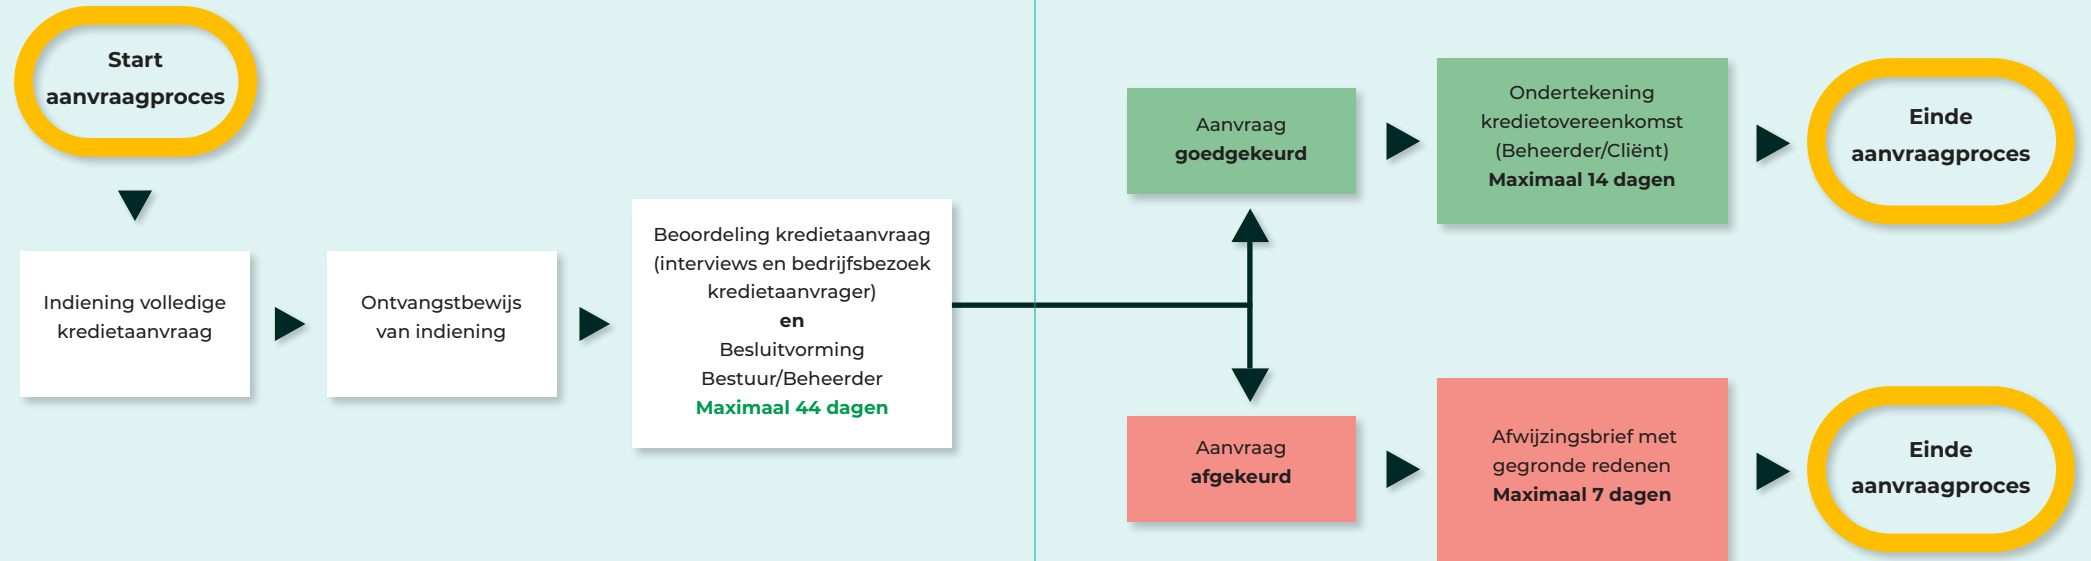 Start
aanvraagproces
Indiening volledige
kredietaanvraag
Ontvangstbewijs
van indiening
Beoordeling kredietaanvraag
(interviews en bedrijfsbezoek
kredietaanvrager)
en
Besluitvorming
Bestuur/Beheerder
Maximaal 44 dagen
Aanvraag
goedgekeurd
Ondertekening
kredietovereenkomst
(Beheerder/Cliënt)
Maximaal 14 dagen
Einde
aanvraagproces
Aanvraag
afgekeurd
Afwijzingsbrief met
gegronde redenen
Maximaal 7 dagen
Einde
aanvraagproces